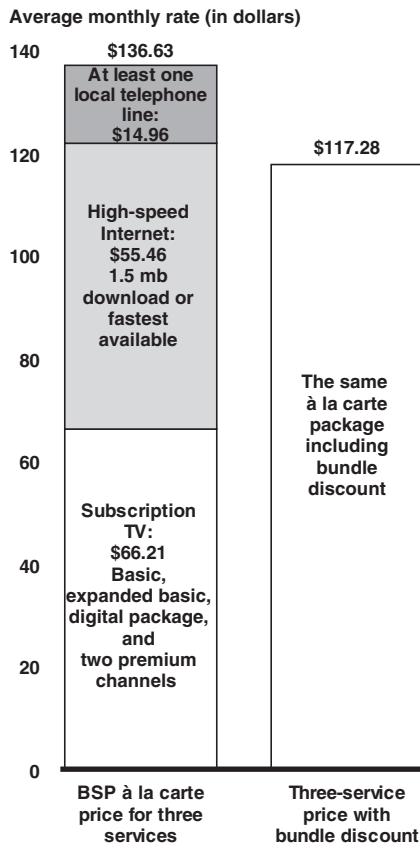 Average monthly rate (in dollars)
140
120
100
80
60
40
20
0
$136.63
At least one
local telephone
line:
$14.96
High-speed
Internet:
$55.46
1.5 mb
download or
fastest
available
Subscription
TV:
$66.21
Basic,
expanded basic,
digital package,
and
two premium
channels
BSP à la carte
price for three
services
$117.28
The same
à la carte
package
including
bundle
discount
Three-service
price with
bundle discount